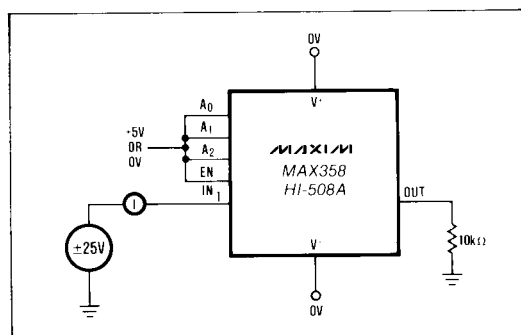 0V
V+
A0
A1
A2
EN
IN1
+5V
OR
0V
MAXIM
MAX358
HI-508A
OUT
I
±25V
10kΩ
V-
0V